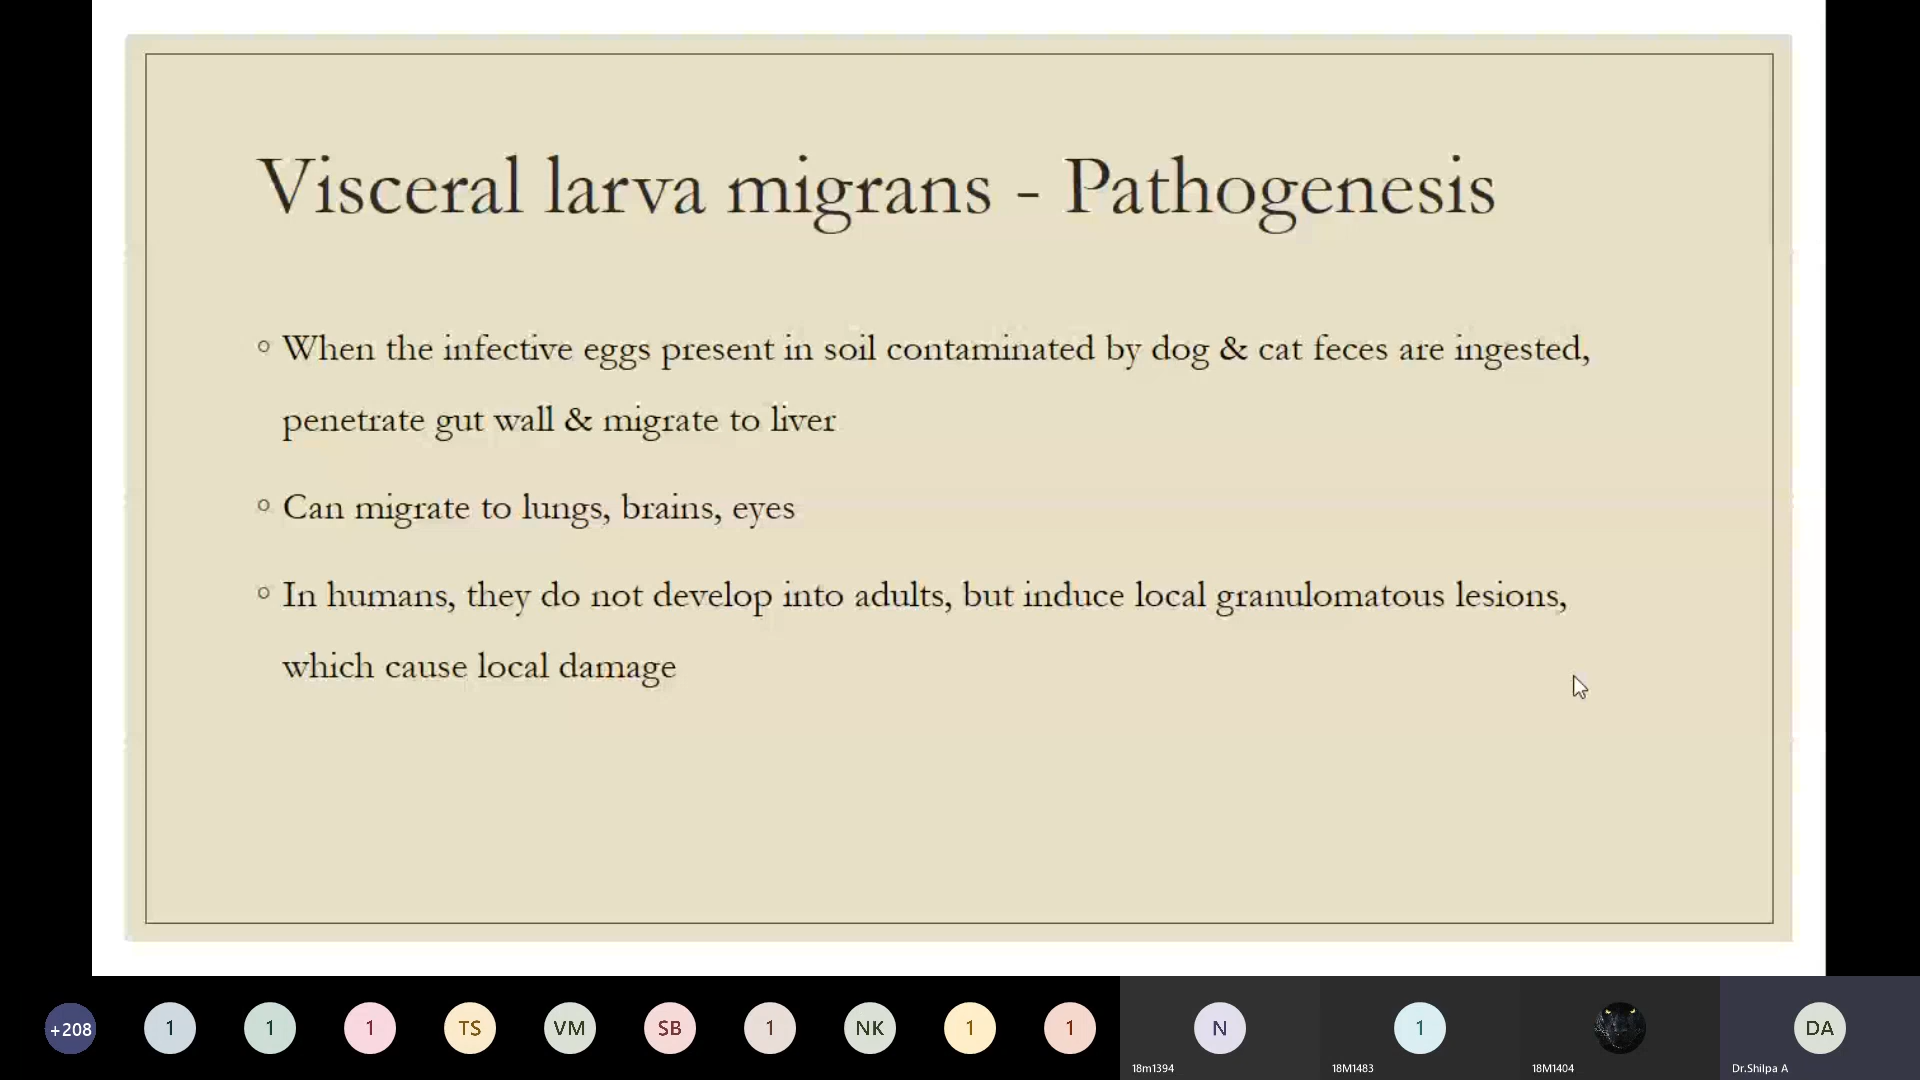 Visceral larva migrans - Pathogenesis
◦ When the infective eggs present in soil contaminated by dog & cat feces are ingested,
penetrate gut wall & migrate to liver
◦ Can migrate to lungs, brains, eyes
◦ In humans, they do not develop into adults, but induce local granulomatous lesions,
which cause local damage
+208 1 1 1 TS VM SB 1 NK 1 1 N 1 DA
18m1394 18M1483 18M1404 Dr.Shilpa A